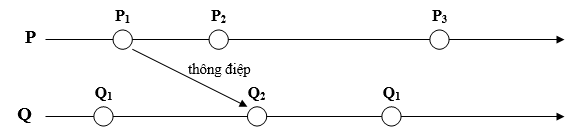 P₁ P₂ P₃
P
thông điệp
Q₁ Q₂ Q₁
Q